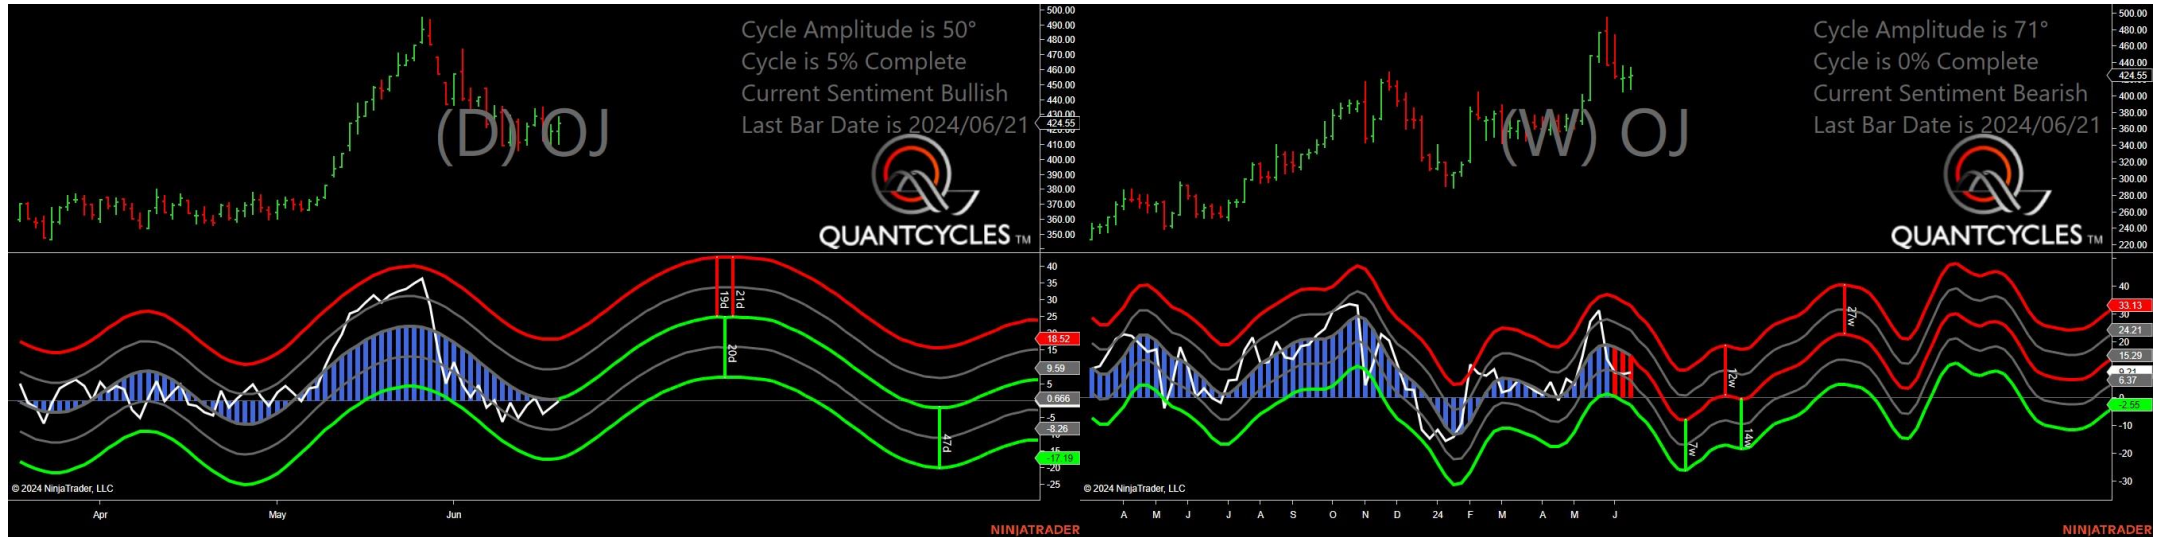 Cycle Amplitude is 50°
Cycle is 5% Complete
Current Sentiment Bullish
Last Bar Date is 2024/06/21
(D) OJ
QUANTCYCLES TM
500.00
490.00
480.00
470.00
460.00
450.00
440.00
430.00
424.55
410.00
400.00
390.00
380.00
370.00
360.00
350.00
19d
21d
20d
47d
40
35
30
25
20
18.52
15
9.59
5
0.666
-5
-8.26
-15
-17.19
-20
-25
© 2024 NinjaTrader, LLC
Apr
May
Jun
NINJATRADER
Cycle Amplitude is 71°
Cycle is 0% Complete
Current Sentiment Bearish
Last Bar Date is 2024/06/21
(W) OJ
QUANTCYCLES TM
500.00
480.00
460.00
440.00
424.55
400.00
380.00
360.00
340.00
320.00
300.00
280.00
260.00
240.00
220.00
7w
12w
14w
27w
40
33.13
30
24.21
20
15.29
9.21
6.37
-2.55
-10
-20
-30
© 2024 NinjaTrader, LLC
A M J J A S O N D 24 F M A M J
NINJATRADER